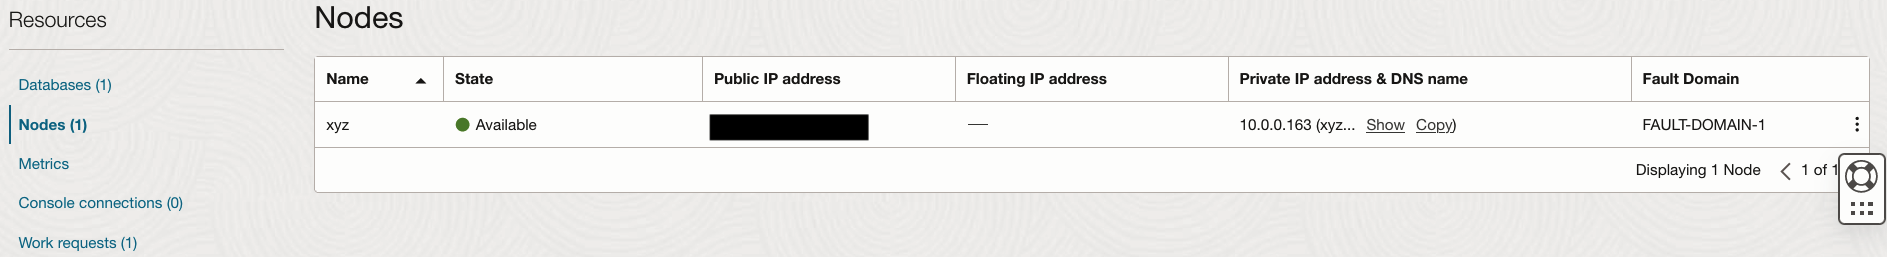 Resources
Databases (1)
Nodes (1)
Metrics
Console connections (0)
Work requests (1)
Nodes
Name State Public IP address Floating IP address Private IP address & DNS name Fault Domain
xyz Available — 10.0.0.163 (xyz... Show Copy) FAULT-DOMAIN-1
Displaying 1 Node 1 of 1